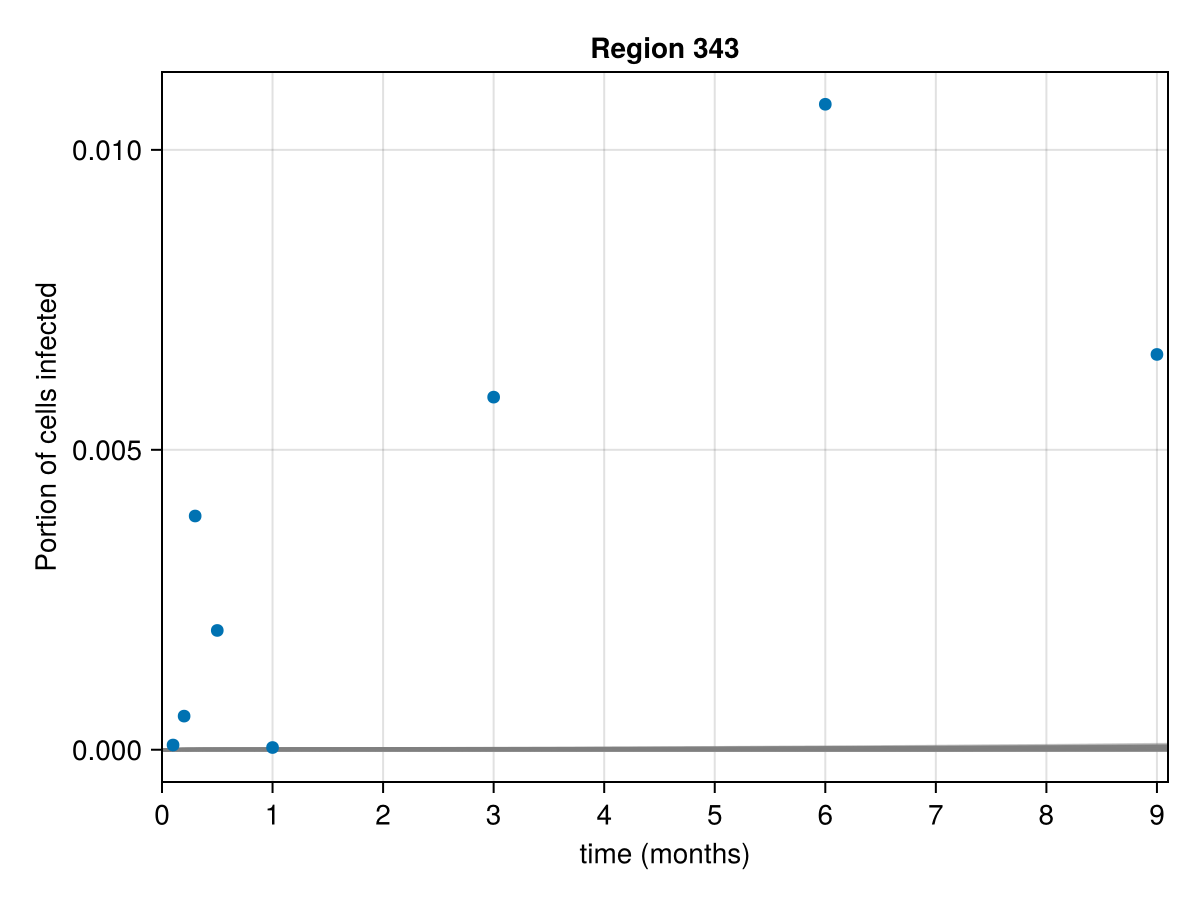 Region 343
Portion of cells infected
0.010
0.005
0.000
0 1 2 3 4 5 6 7 8 9
time (months)